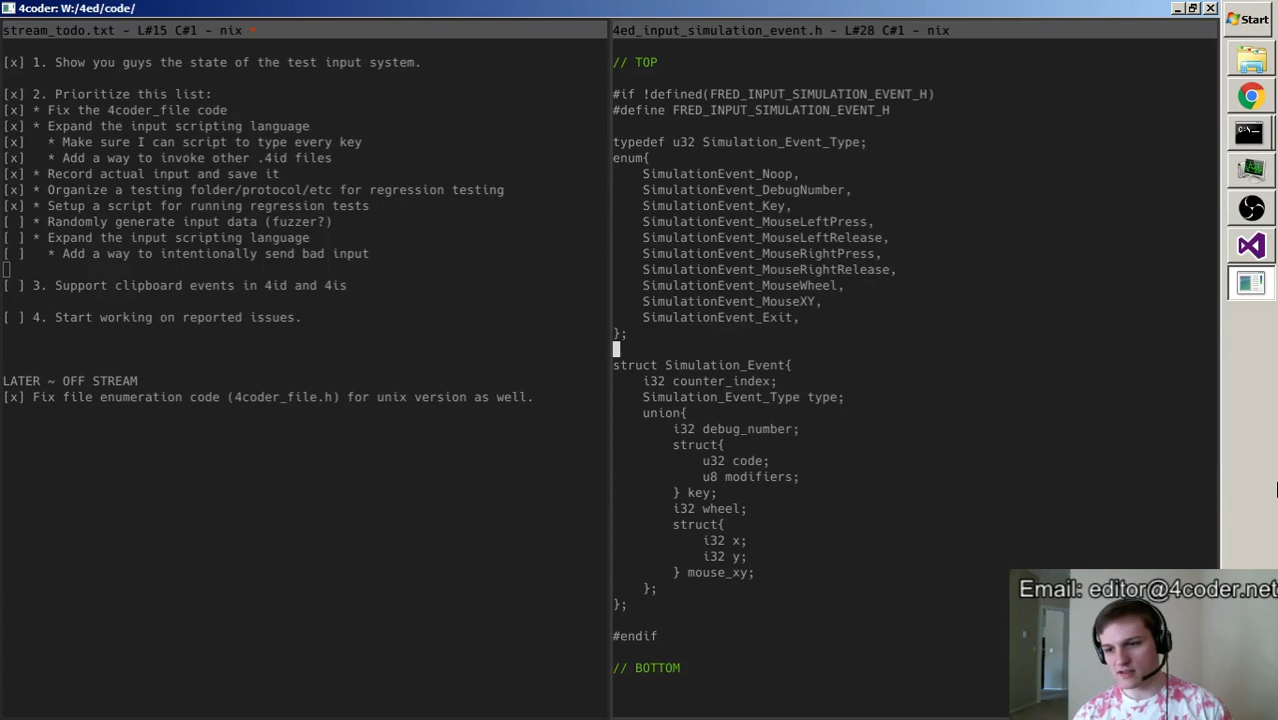 4coder: W:/4ed/code/
Start
stream_todo.txt - L#15 C#1 - nix *
[x] 1. Show you guys the state of the test input system.
[x] 2. Prioritize this list:
[x] * Fix the 4coder_file code
[x] * Expand the input scripting language
[x]   * Make sure I can script to type every key
[x]   * Add a way to invoke other .4id files
[x] * Record actual input and save it
[x] * Organize a testing folder/protocol/etc for regression testing
[x] * Setup a script for running regression tests
[ ] * Randomly generate input data (fuzzer?)
[ ] * Expand the input scripting language
[ ]   * Add a way to intentionally send bad input
[ ] 3. Support clipboard events in 4id and 4is
[ ] 4. Start working on reported issues.
LATER ~ OFF STREAM
[x] Fix file enumeration code (4coder_file.h) for unix version as well.
4ed_input_simulation_event.h - L#28 C#1 - nix
// TOP
#if !defined(FRED_INPUT_SIMULATION_EVENT_H)
#define FRED_INPUT_SIMULATION_EVENT_H
typedef u32 Simulation_Event_Type;
enum{
    SimulationEvent_Noop,
    SimulationEvent_DebugNumber,
    SimulationEvent_Key,
    SimulationEvent_MouseLeftPress,
    SimulationEvent_MouseLeftRelease,
    SimulationEvent_MouseRightPress,
    SimulationEvent_MouseRightRelease,
    SimulationEvent_MouseWheel,
    SimulationEvent_MouseXY,
    SimulationEvent_Exit,
};
struct Simulation_Event{
    i32 counter_index;
    Simulation_Event_Type type;
    union{
        i32 debug_number;
        struct{
            u32 code;
            u8 modifiers;
        } key;
        i32 wheel;
        struct{
            i32 x;
            i32 y;
        } mouse_xy;
    };
};
#endif
// BOTTOM
Email: editor@4coder.net